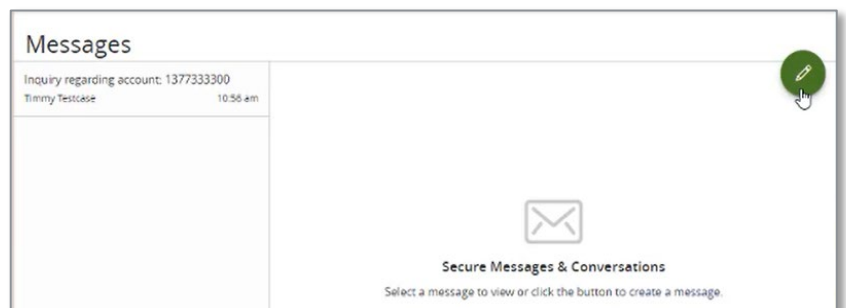 Messages
Inquiry regarding account: 1377333300
Timmy Testcase 10:56 am
Secure Messages & Conversations
Select a message to view or click the button to create a message.